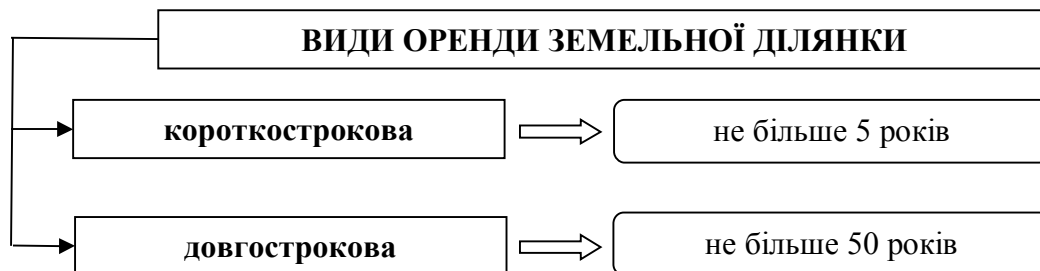 ВИДИ ОРЕНДИ ЗЕМЕЛЬНОЇ ДІЛЯНКИ
короткострокова
не більше 5 років
довгострокова
не більше 50 років